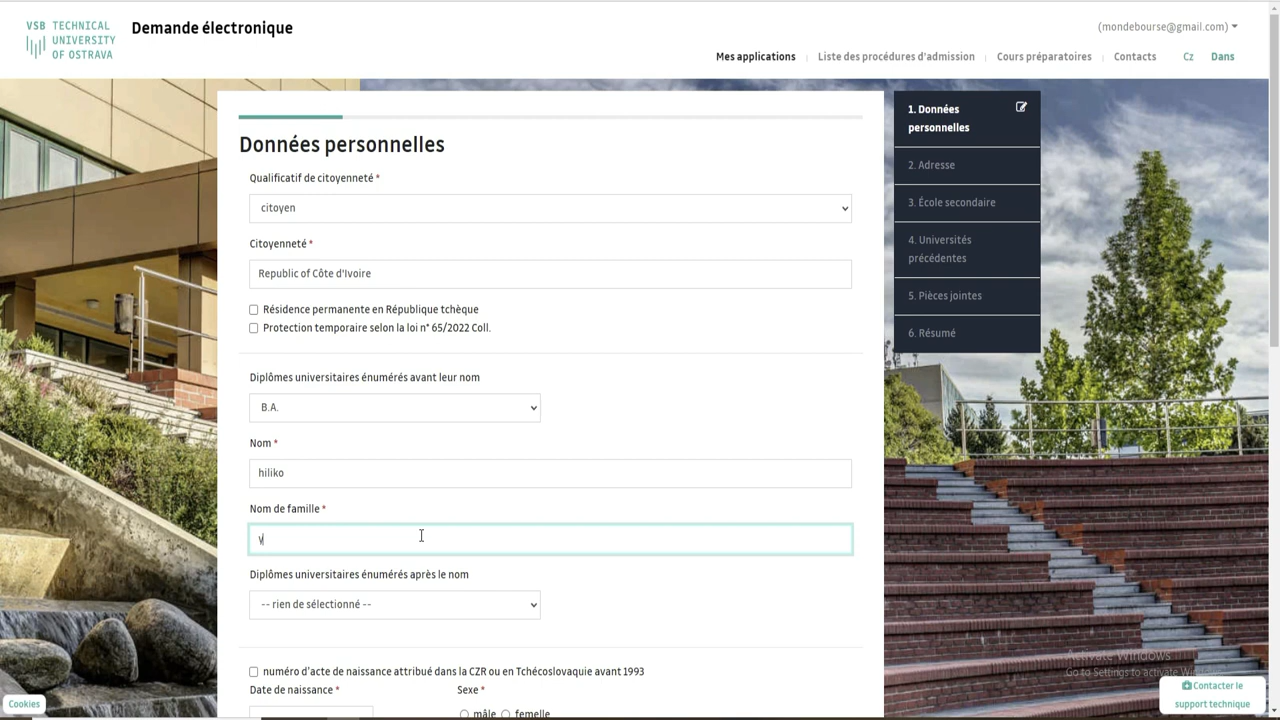 VSB TECHNICAL
UNIVERSITY
OF OSTRAVA
Demande électronique
(mondebourse@gmail.com)
Mes applications
Liste des procédures d'admission
Cours préparatoires
Contacts
Cz
Dans
Données personnelles
Qualificatif de citoyenneté *
citoyen
Citoyenneté *
Republic of Côte d'Ivoire
Résidence permanente en République tchèque
Protection temporaire selon la loi n° 65/2022 Coll.
Diplômes universitaires énumérés avant leur nom
B.A.
Nom *
hiliko
Nom de famille *
y
Diplômes universitaires énumérés après le nom
-- rien de sélectionné --
numéro d'acte de naissance attribué dans la CZR ou en Tchécoslovaquie avant 1993
Date de naissance *
Sexe *
mâle
femelle
1. Données
personnelles
2. Adresse
3. École secondaire
4. Universités
précédentes
5. Pièces jointes
6. Résumé
Activate Windows
Go to Settings to activate
Contacter le
support technique
Cookies